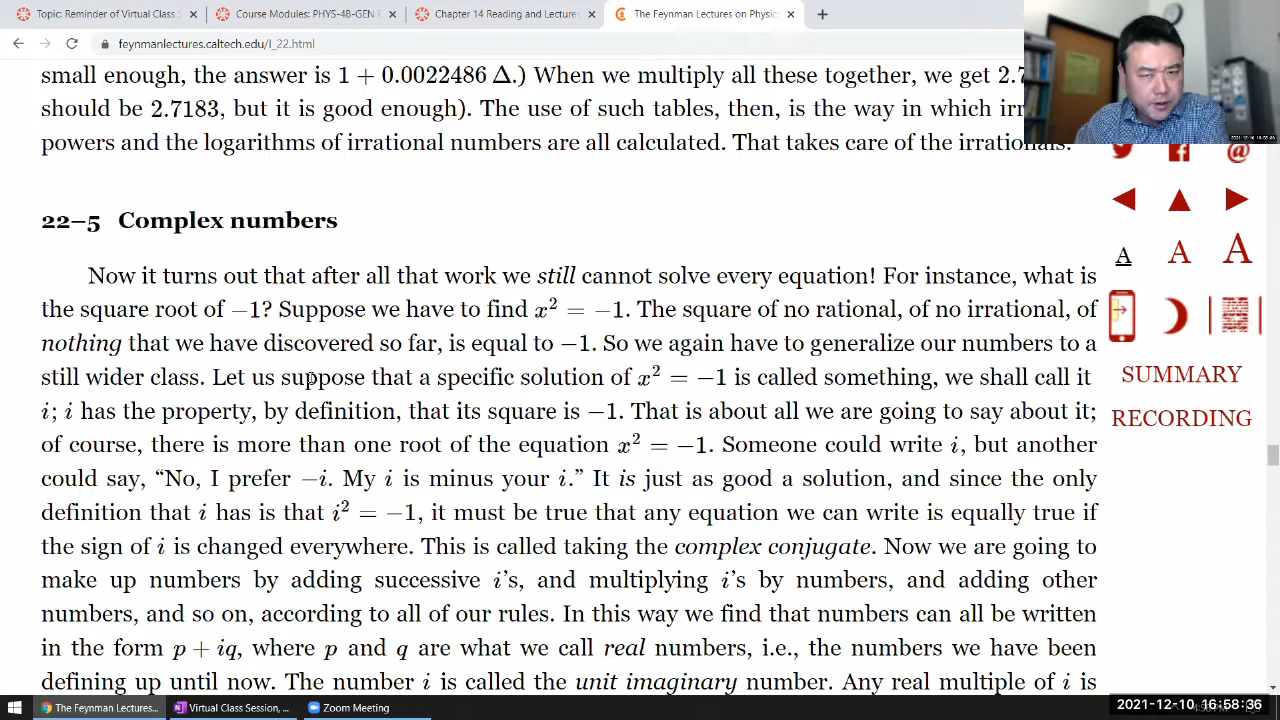 Topic: Reminder of Virtual Class
Course Modules: PHYS-4B-GEN
Chapter 14 Reading and Lectures
The Feynman Lectures on Physic
feynmanlectures.caltech.edu/I_22.html
2021-12-10 16:58:36
small enough, the answer is 1 + 0.0022486 Δ.) When we multiply all these together, we get
should be 2.7183, but it is good enough). The use of such tables, then, is the way in which
powers and the logarithms of irrational numbers are all calculated. That takes care of the irrationals.
22–5 Complex numbers
Now it turns out that after all that work we still cannot solve every equation! For instance, what is
the square root of −1? Suppose we have to find x² = −1. The square of no rational, of no irrational, of
nothing that we have discovered so far, is equal to −1. So we again have to generalize our numbers to a
still wider class. Let us suppose that a specific solution of x² = −1 is called something, we shall call it
i; i has the property, by definition, that its square is −1. That is about all we are going to say about it;
of course, there is more than one root of the equation x² = −1. Someone could write i, but another
could say, “No, I prefer −i. My i is minus your i.” It is just as good a solution, and since the only
definition that i has is that i² = −1, it must be true that any equation we can write is equally true if
the sign of i is changed everywhere. This is called taking the complex conjugate. Now we are going to
make up numbers by adding successive i’s, and multiplying i’s by numbers, and adding other
numbers, and so on, according to all of our rules. In this way we find that numbers can all be written
in the form p + iq, where p and q are what we call real numbers, i.e., the numbers we have been
defining up until now. The number i is called the unit imaginary number. Any real multiple of i is
@
A A A
SUMMARY
RECORDING
The Feynman Lectures...
Virtual Class Session, ...
Zoom Meeting
2021-12-10 16:58:36